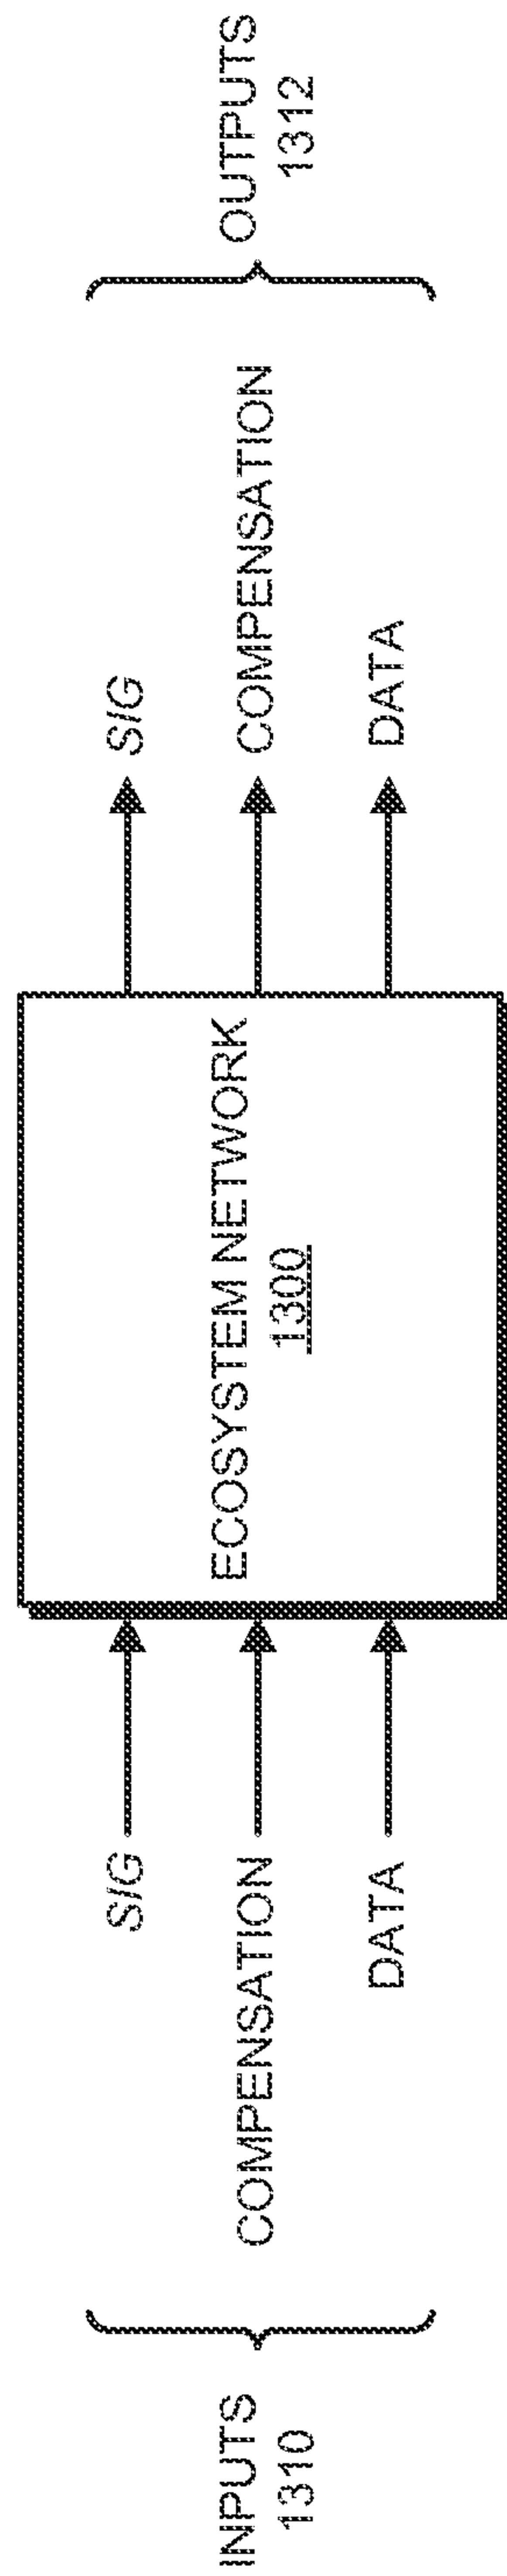 INPUTS
1310
SIG
COMPENSATION
DATA
ECOSYSTEM NETWORK
1300
SIG
COMPENSATION
DATA
OUTPUTS
1312